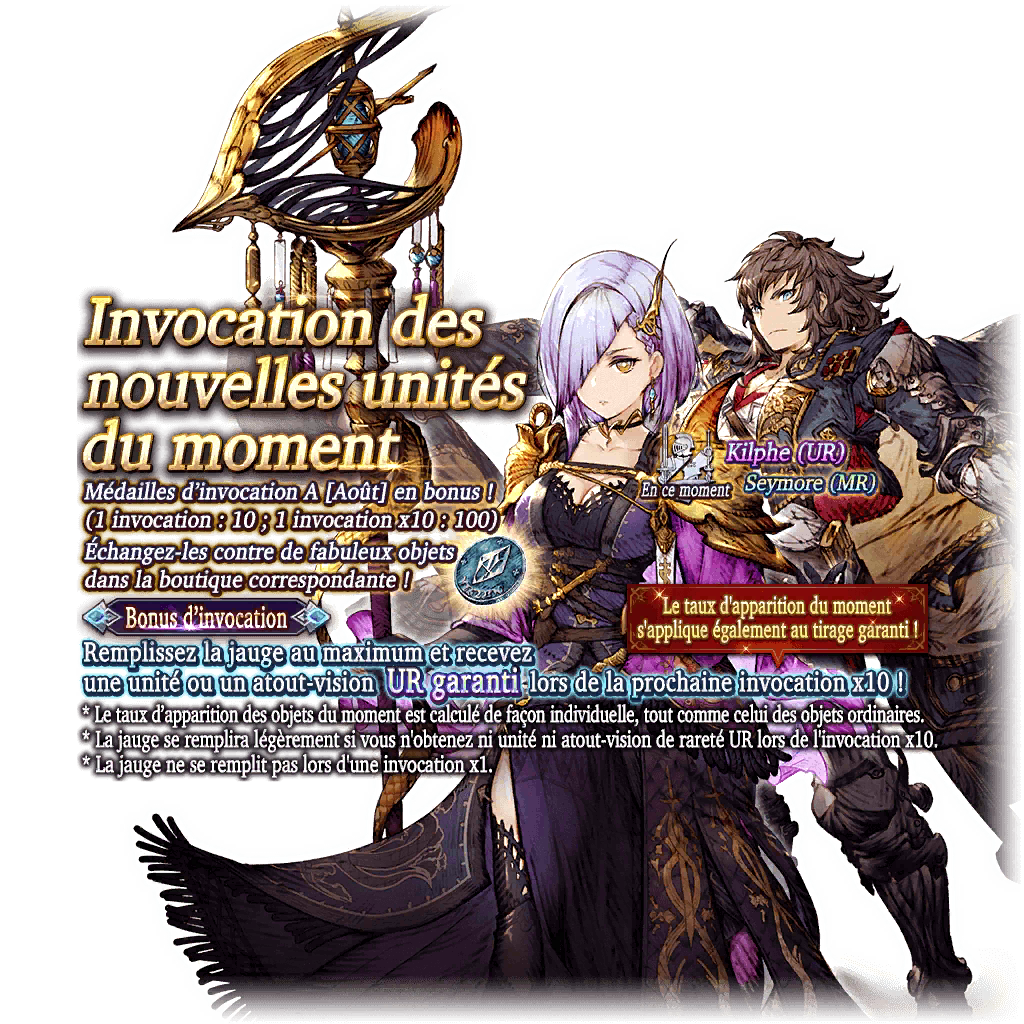 Invocation des
nouvelles unités
du moment
Kilphe (UR)
Seymore (MR)
En ce moment
Médailles d'invocation A [Août] en bonus !
(1 invocation : 10 ; 1 invocation x10 : 100)
Échangez-les contre de fabuleux objets
dans la boutique correspondante !
Le taux d'apparition du moment
s'applique également au tirage garanti !
Bonus d'invocation
Remplissez la jauge au maximum et recevez
une unité ou un atout-vision UR garanti lors de la prochaine invocation x10 !
* Le taux d'apparition des objets du moment est calculé de façon individuelle, tout comme celui des objets ordinaires.
* La jauge se remplira légèrement si vous n'obtenez ni unité ni atout-vision de rareté UR lors de l'invocation x10.
* La jauge ne se remplit pas lors d'une invocation x1.